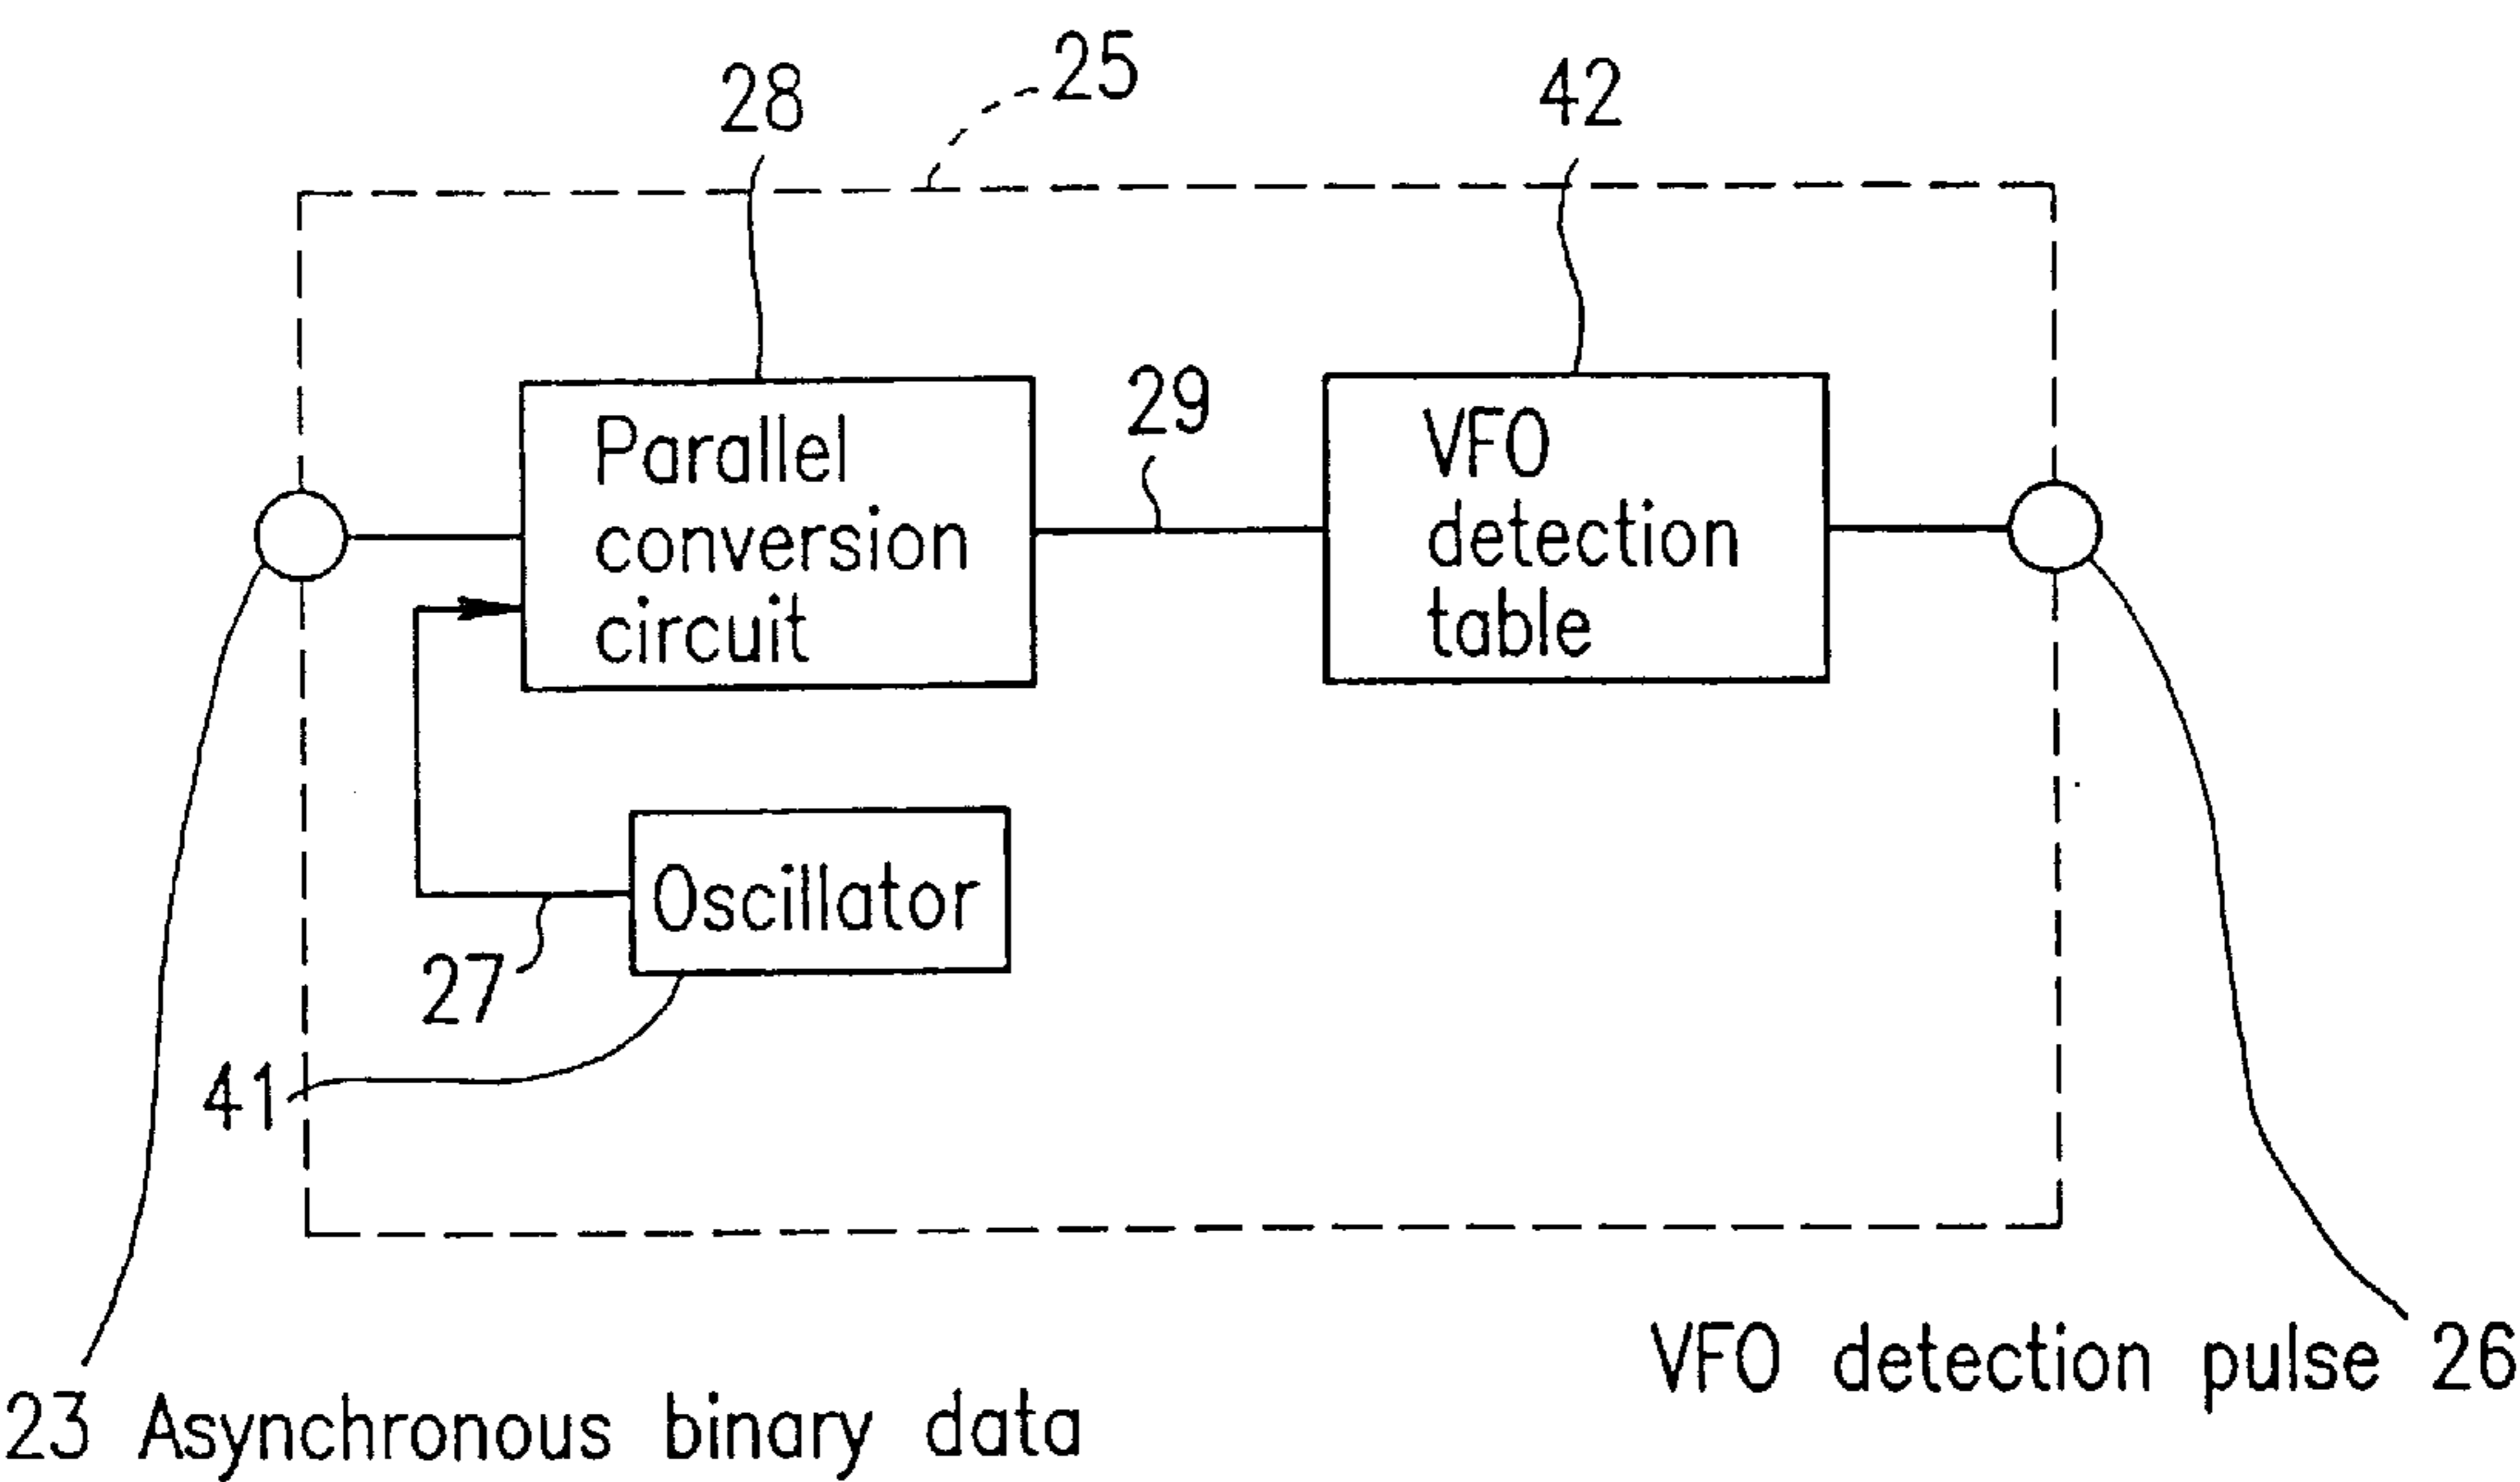 28
25
42
29
Parallel
conversion
circuit
VFO
detection
table
Oscillator
27
41
VFO detection pulse 26
23 Asynchronous binary data